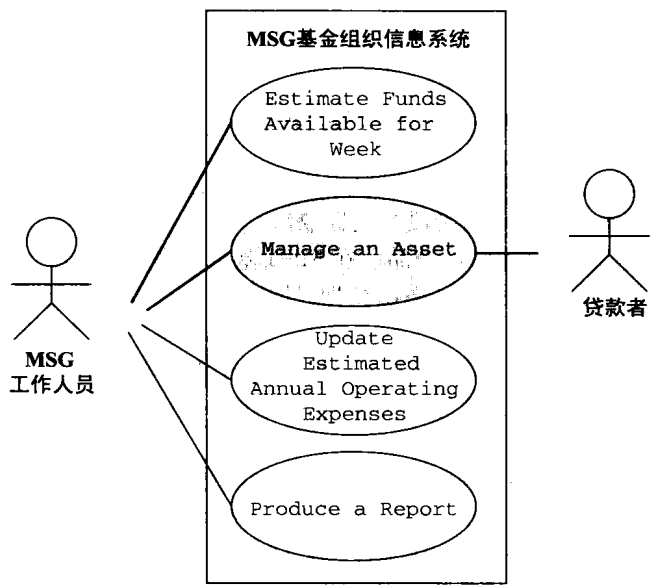 MSG基金组织信息系统
Estimate Funds
Available for
Week
Manage an Asset
贷款者
MSG
工作人员
Update
Estimated
Annual Operating
Expenses
Produce a Report